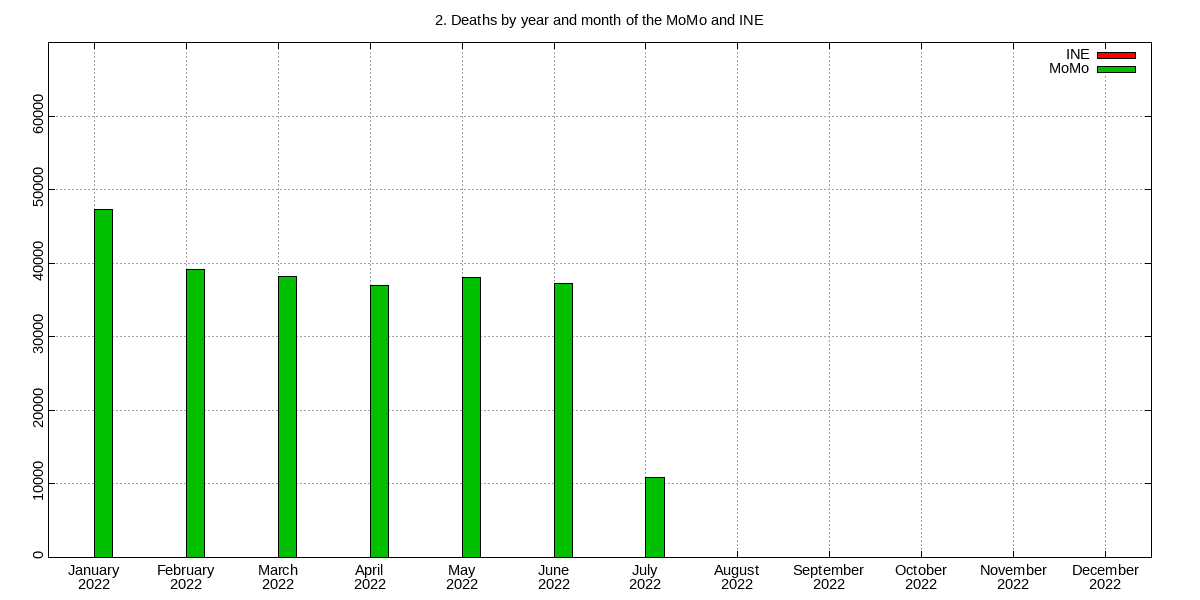 2. Deaths by year and month of the MoMo and INE
INE
MoMo
60000
50000
40000
30000
20000
10000
0
January February March April May June July August September October November December
2022 2022 2022 2022 2022 2022 2022 2022 2022 2022 2022 2022